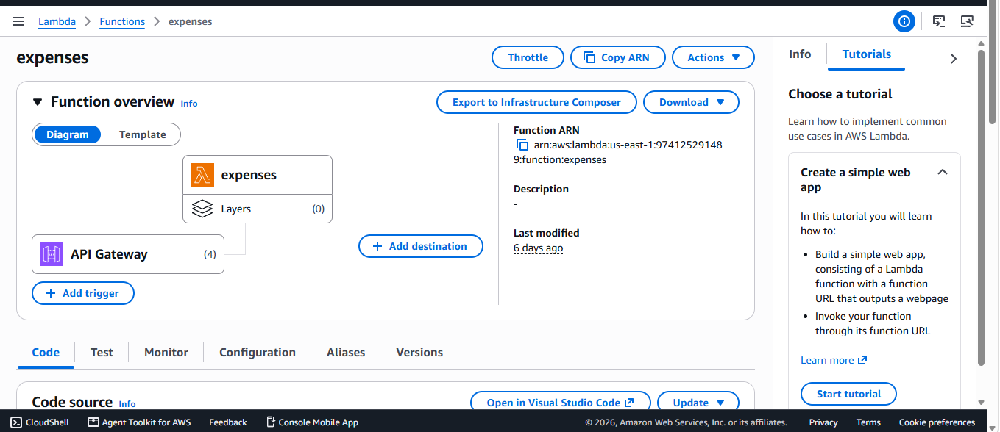 Lambda > Functions > expenses
expenses
Throttle
Copy ARN
Actions
Function overview Info
Export to Infrastructure Composer
Download
Diagram
Template
expenses
Layers (0)
API Gateway (4)
Add trigger
Add destination
Function ARN
arn:aws:lambda:us-east-1:97412529148
9:function:expenses
Description
-
Last modified
6 days ago
Code
Test
Monitor
Configuration
Aliases
Versions
Code source Info
Open in Visual Studio Code
Update
Info
Tutorials
Choose a tutorial
Learn how to implement common
use cases in AWS Lambda.
Create a simple web
app
In this tutorial you will learn
how to:
• Build a simple web app,
consisting of a Lambda
function with a function
URL that outputs a webpage
• Invoke your function
through its function URL
Learn more
Start tutorial
CloudShell
Agent Toolkit for AWS
Feedback
Console Mobile App
© 2026, Amazon Web Services, Inc. or its affiliates.
Privacy
Terms
Cookie preferences